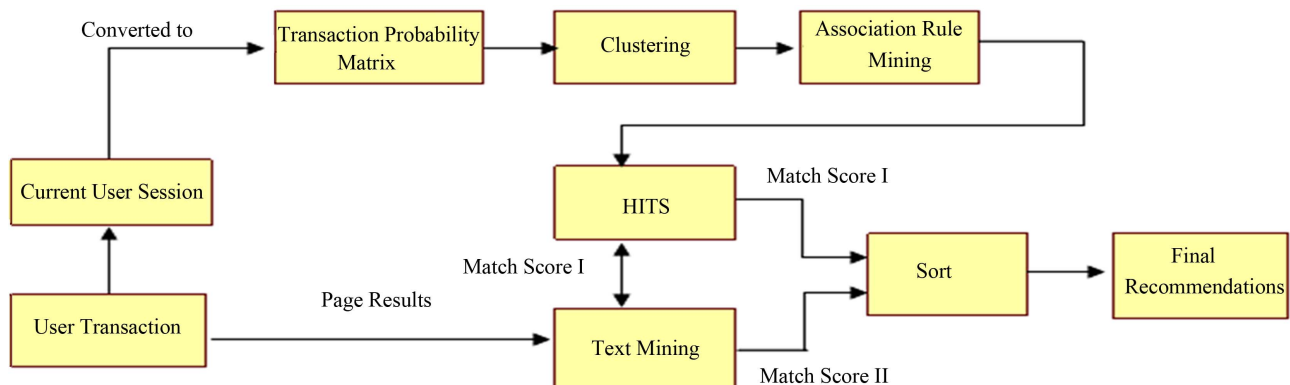 Converted to
Transaction Probability
Matrix
Clustering
Association Rule
Mining
Current User Session
HITS
Match Score I
Match Score I
Sort
Final
Recommendations
User Transaction
Page Results
Text Mining
Match Score II